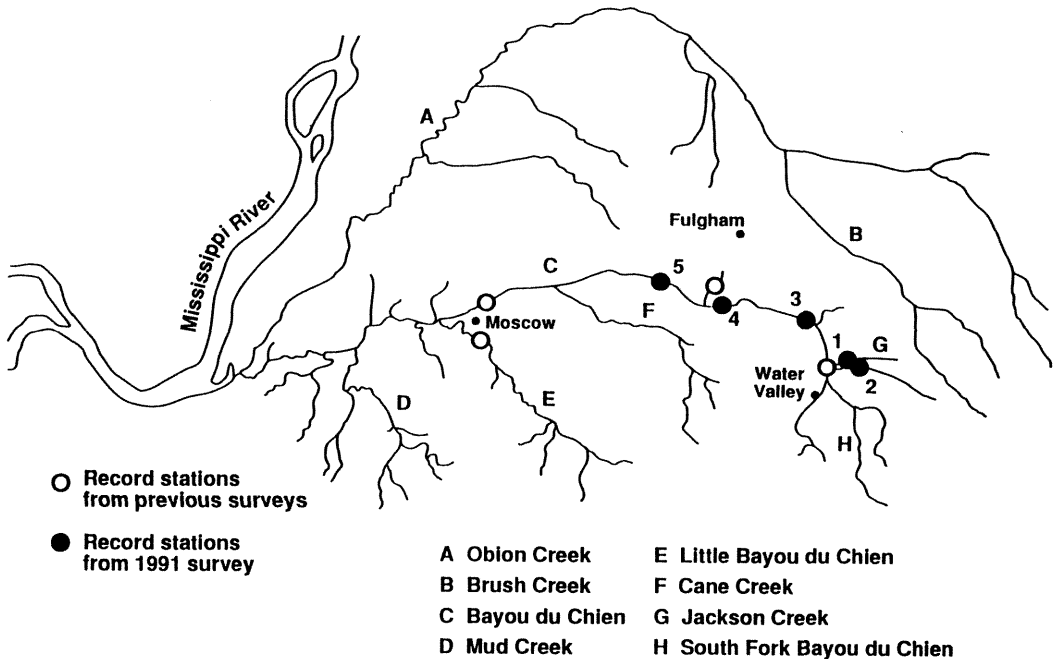 A
Mississippi River
Fulgham
B
C
5
4
3
F
Moscow
1
G
2
Water
Valley
E
D
H
Record stations
from previous surveys
Record stations
from 1991 survey
A Obion Creek
B Brush Creek
C Bayou du Chien
D Mud Creek
E Little Bayou du Chien
F Cane Creek
G Jackson Creek
H South Fork Bayou du Chien